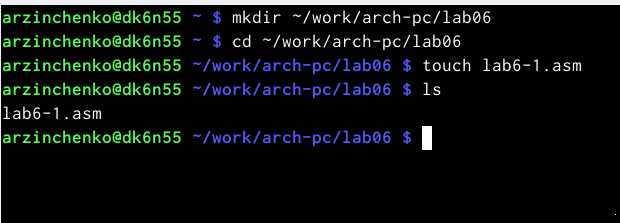 arzinchenko@dk6n55 ~ $ mkdir ~/work/arch-pc/lab06
arzinchenko@dk6n55 ~ $ cd ~/work/arch-pc/lab06
arzinchenko@dk6n55 ~/work/arch-pc/lab06 $ touch lab6-1.asm
arzinchenko@dk6n55 ~/work/arch-pc/lab06 $ ls
lab6-1.asm
arzinchenko@dk6n55 ~/work/arch-pc/lab06 $